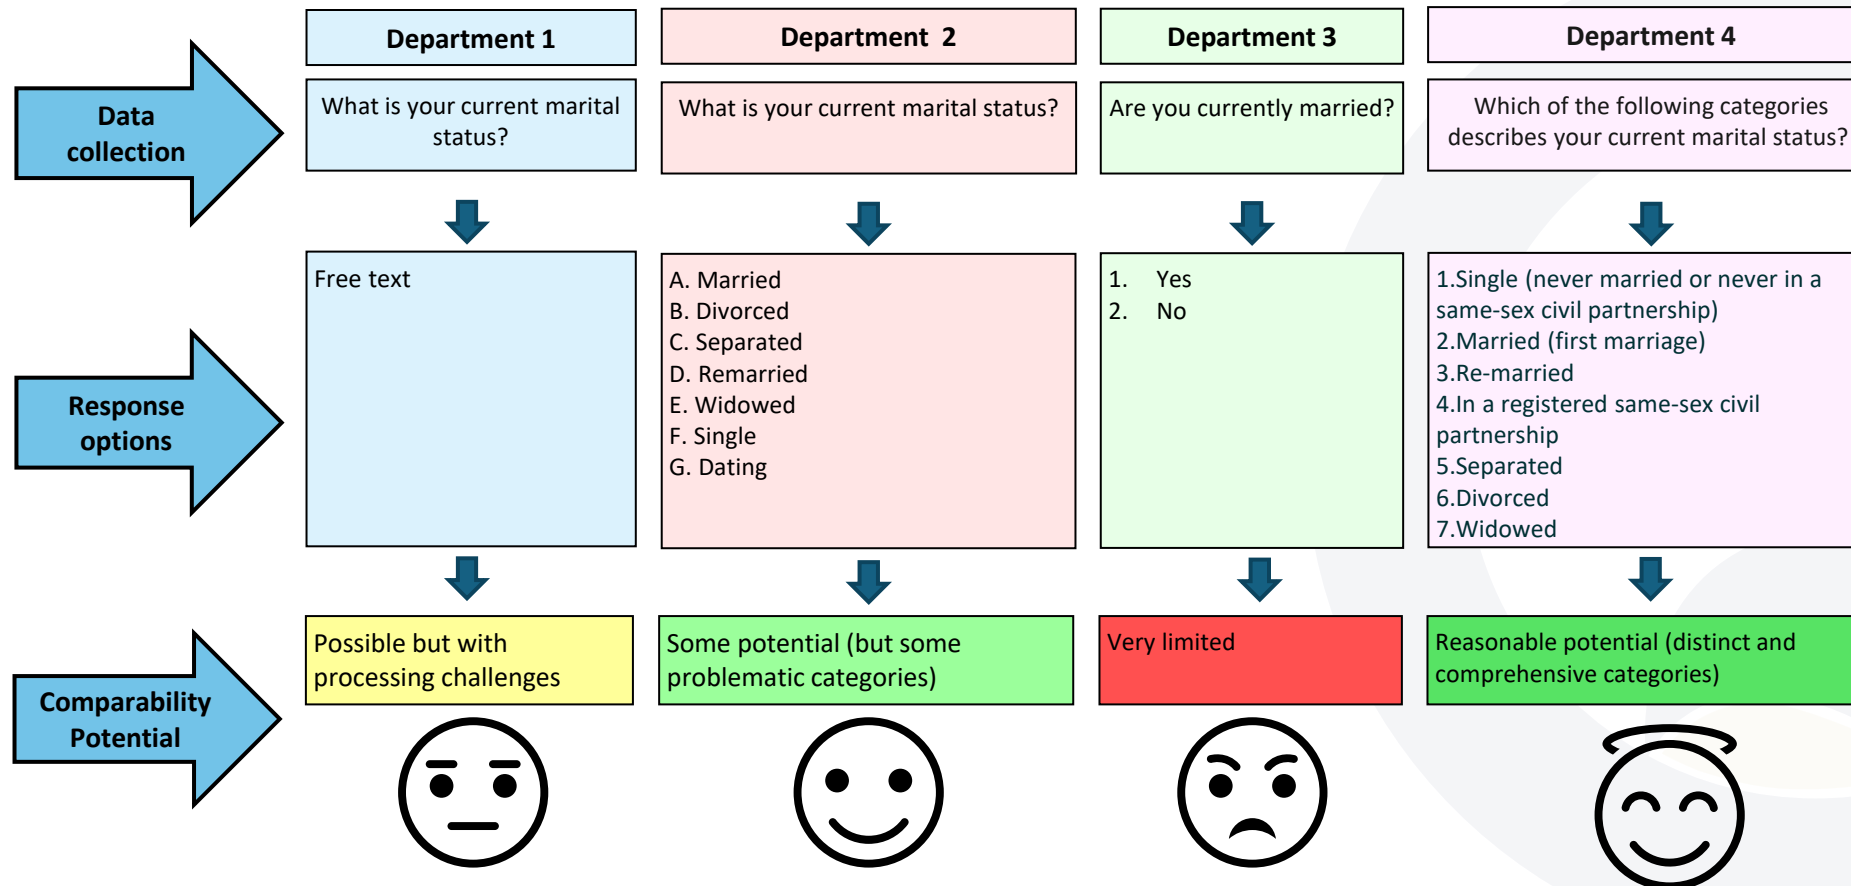 Department 1
Department 2
Department 3
Department 4
Data
collection
What is your current marital
status?
What is your current marital status?
Are you currently married?
Which of the following categories
describes your current marital status?
Response
options
Free text
A. Married
B. Divorced
C. Separated
D. Remarried
E. Widowed
F. Single
G. Dating
1. Yes
2. No
1.Single (never married or never in a
same-sex civil partnership)
2.Married (first marriage)
3.Re-married
4.In a registered same-sex civil
partnership
5.Separated
6.Divorced
7.Widowed
Comparability
Potential
Possible but with
processing challenges
Some potential (but some
problematic categories)
Very limited
Reasonable potential (distinct and
comprehensive categories)